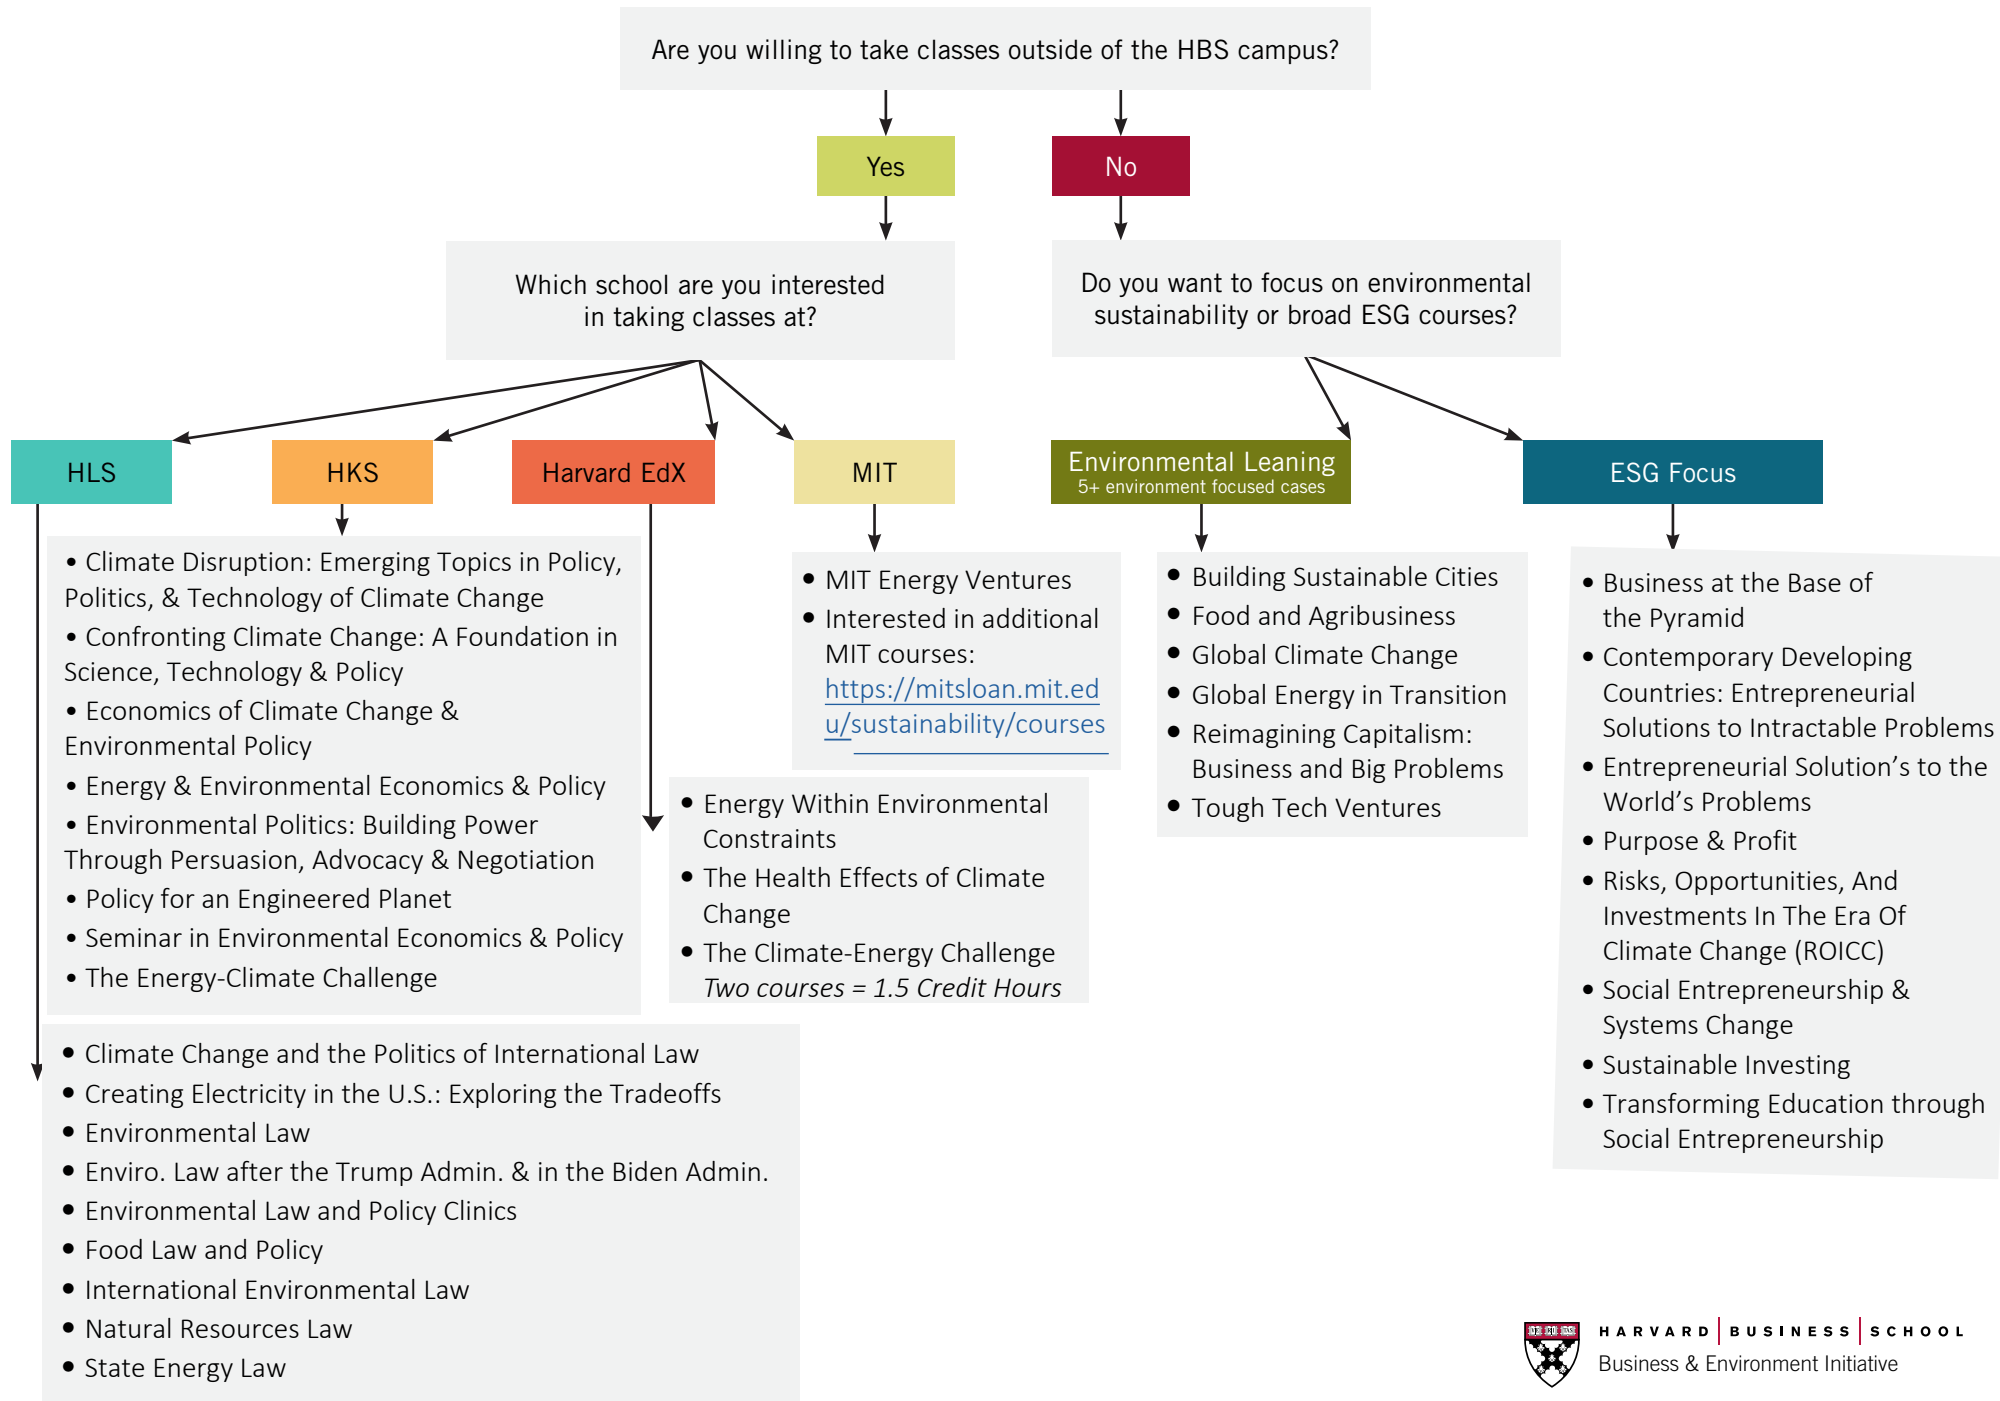 Are you willing to take classes outside of the HBS campus?
Yes
No
Which school are you interested
in taking classes at?
Do you want to focus on environmental
sustainability or broad ESG courses?
HLS
HKS
Harvard EdX
MIT
Environmental Leaning
5+ environment focused cases
ESG Focus
• Climate Disruption: Emerging Topics in Policy,
Politics, & Technology of Climate Change
• Confronting Climate Change: A Foundation in
Science, Technology & Policy
• Economics of Climate Change &
Environmental Policy
• Energy & Environmental Economics & Policy
• Environmental Politics: Building Power
Through Persuasion, Advocacy & Negotiation
• Policy for an Engineered Planet
• Seminar in Environmental Economics & Policy
• The Energy-Climate Challenge
• MIT Energy Ventures
• Interested in additional
MIT courses:
https://mitsloan.mit.ed
u/sustainability/courses
• Energy Within Environmental
Constraints
• The Health Effects of Climate
Change
• The Climate-Energy Challenge
Two courses = 1.5 Credit Hours
• Building Sustainable Cities
• Food and Agribusiness
• Global Climate Change
• Global Energy in Transition
• Reimagining Capitalism:
Business and Big Problems
• Tough Tech Ventures
• Business at the Base of
the Pyramid
• Contemporary Developing
Countries: Entrepreneurial
Solutions to Intractable Problems
• Entrepreneurial Solution’s to the
World’s Problems
• Purpose & Profit
• Risks, Opportunities, And
Investments In The Era Of
Climate Change (ROICC)
• Social Entrepreneurship &
Systems Change
• Sustainable Investing
• Transforming Education through
Social Entrepreneurship
• Climate Change and the Politics of International Law
• Creating Electricity in the U.S.: Exploring the Tradeoffs
• Environmental Law
• Enviro. Law after the Trump Admin. & in the Biden Admin.
• Environmental Law and Policy Clinics
• Food Law and Policy
• International Environmental Law
• Natural Resources Law
• State Energy Law
HARVARD BUSINESS SCHOOL
Business & Environment Initiative